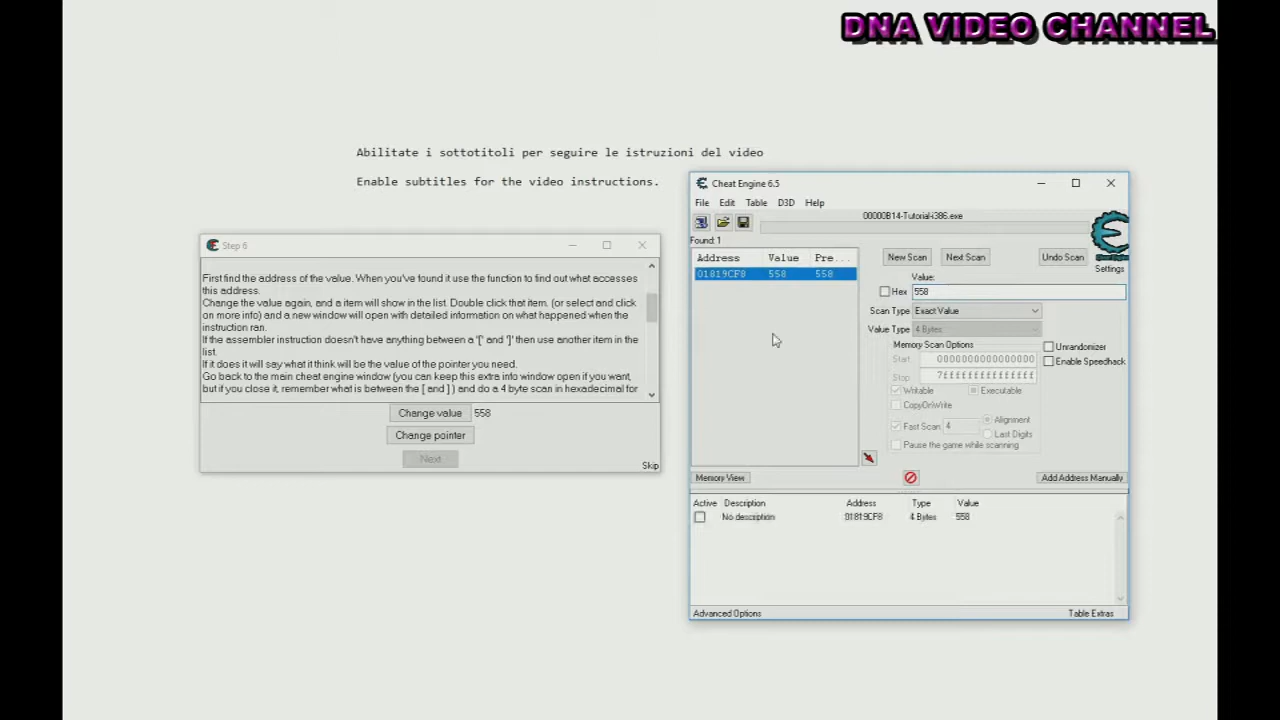 DNA VIDEO CHANNEL
Abilitate i sottotitoli per seguire le istruzioni del video
Enable subtitles for the video instructions.
Step 6
First find the address of the value. When you've found it use the function to find out what accesses
this address.
Change the value again, and a item will show in the list. Double click that item. (or select and click
on more info) and a new window will open with detailed information on what happened when the
instruction ran.
If the assembler instruction doesn't have anything between a '[' and ']' then use another item in the
list.
If it does it will say what it think will be the value of the pointer you need.
Go back to the main cheat engine window (you can keep this extra info window open if you want,
but if you close it, remember what is between the [ and ] ) and do a 4 byte scan in hexadecimal for
Change value 558
Change pointer
Next
Skip
Cheat Engine 6.5
File Edit Table D3D Help
00000B14-Tutorial-i386.exe
Found: 1
Address Value Pre...
01819CF8 558 558
New Scan Next Scan Undo Scan
Settings
Value:
Hex 558
Scan Type Exact Value
Value Type 4 Bytes
Memory Scan Options
Start 0000000000000000
Stop 7fffffffffffffff
Writable Executable
CopyOnWrite
Fast Scan 4 Alignment
Last Digits
Pause the game while scanning
Unrandomizer
Enable Speedhack
Memory View Add Address Manually
Active Description Address Type Value
No description 01819CF8 4 Bytes 558
Advanced Options Table Extras